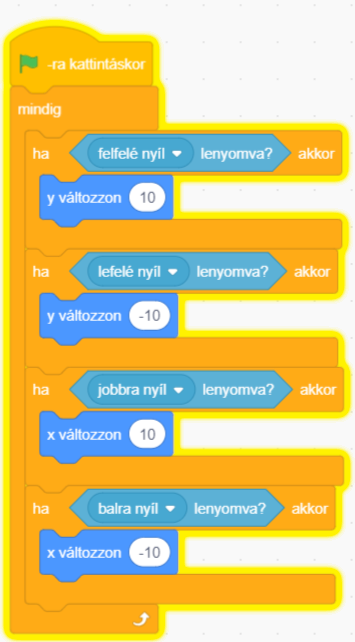 -ra kattintáskor
mindig
ha felfelé nyíl lenyomva? akkor
y változzon 10
ha lefelé nyíl lenyomva? akkor
y változzon -10
ha jobbra nyíl lenyomva? akkor
x változzon 10
ha balra nyíl lenyomva? akkor
x változzon -10